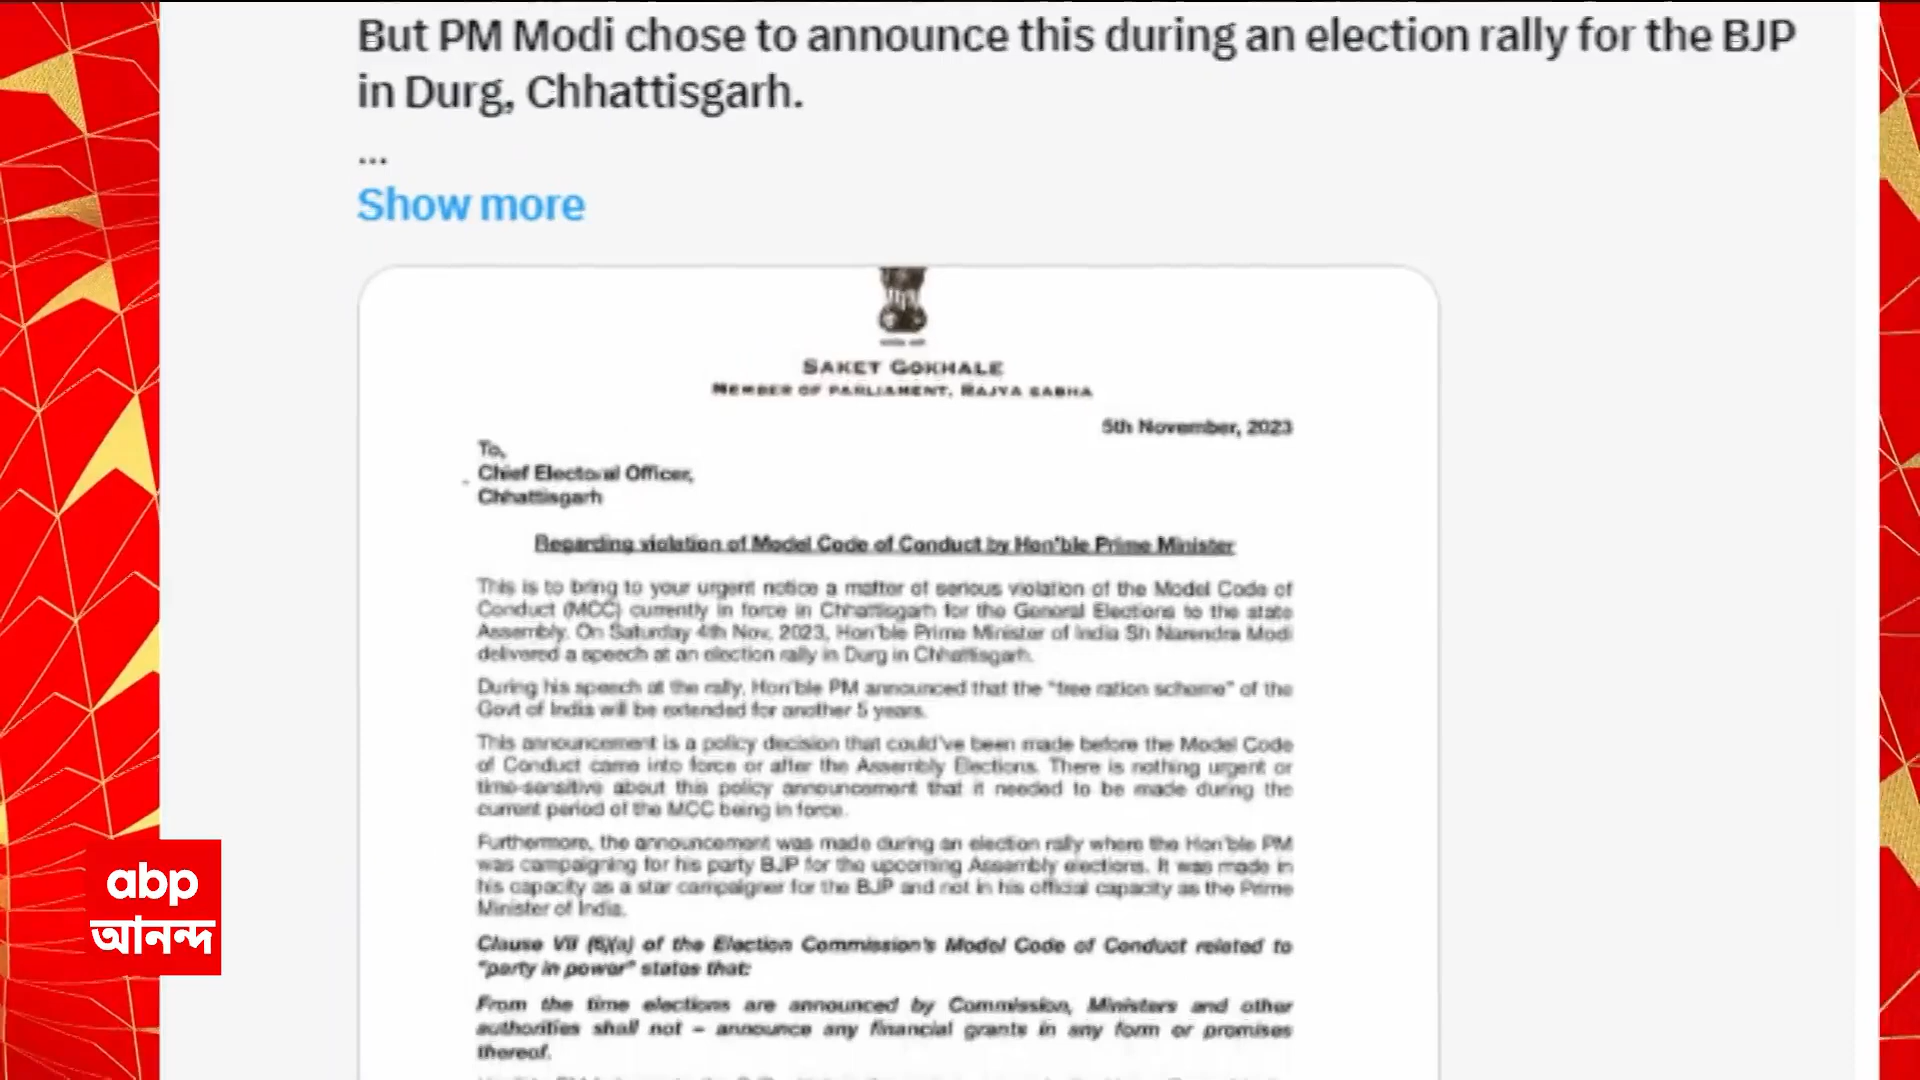 But PM Modi chose to announce this during an election rally for the BJP
in Durg, Chhattisgarh.
...
Show more
SAKET GOKHALE
MEMBER OF PARLIAMENT, RAJYA SABHA
5th November, 2023
To,
Chief Electoral Officer,
Chhattisgarh
Regarding violation of Model Code of Conduct by Hon'ble Prime Minister
This is to bring to your urgent notice a matter of serious violation of the Model Code of
Conduct (MCC) currently in force in Chhattisgarh for the General Elections to the state
Assembly. On Saturday 4th Nov, 2023, Hon'ble Prime Minister of India Sh Narendra Modi
delivered a speech at an election rally in Durg in Chhattisgarh.
During his speech at the rally, Hon'ble PM announced that the "free ration scheme" of the
Govt of India will be extended for another 5 years.
This announcement is a policy decision that could've been made before the Model Code
of Conduct came into force or after the Assembly Elections. There is nothing urgent or
time-sensitive about this policy announcement that it needed to be made during the
current period of the MCC being in force.
Furthermore, the announcement was made during an election rally where the Hon'ble PM
was campaigning for his party BJP for the upcoming Assembly elections. It was made in
his capacity as a star campaigner for the BJP and not in his official capacity as the Prime
Minister of India.
Clause VII (6)(a) of the Election Commission's Model Code of Conduct related to
"party in power" states that:
From the time elections are announced by Commission, Ministers and other
authorities shall not – announce any financial grants in any form or promises
thereof.
abp
আনন্দ